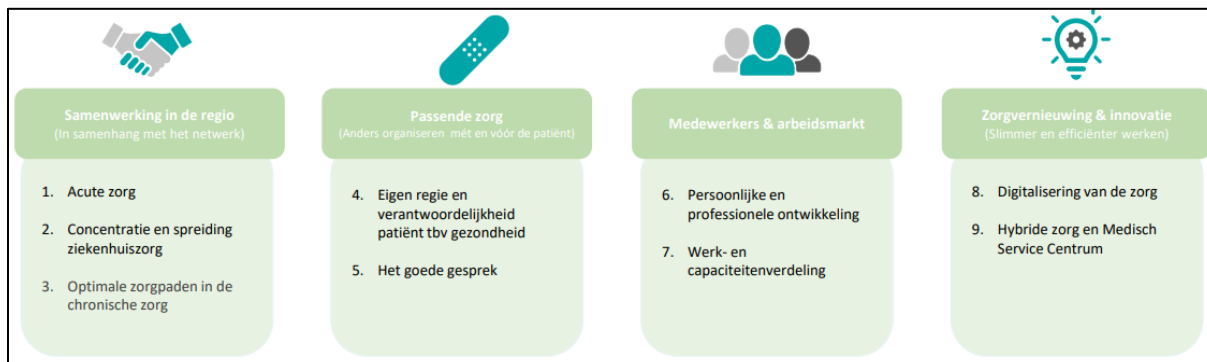 Samenwerking in de regio
(In samenhang met het netwerk)
1. Acute zorg
2. Concentratie en spreiding
ziekenhuiszorg
3. Optimale zorgpaden in de
chronische zorg
Passende zorg
(Anders organiseren mét en vóór de patiënt)
4. Eigen regie en
verantwoordelijkheid
patiënt tbv gezondheid
5. Het goede gesprek
Medewerkers & arbeidsmarkt
6. Persoonlijke en
professionele ontwikkeling
7. Werk- en
capaciteitenverdeling
Zorgvernieuwing & innovatie
(Slimmer en efficiënter werken)
8. Digitalisering van de zorg
9. Hybride zorg en Medisch
Service Centrum